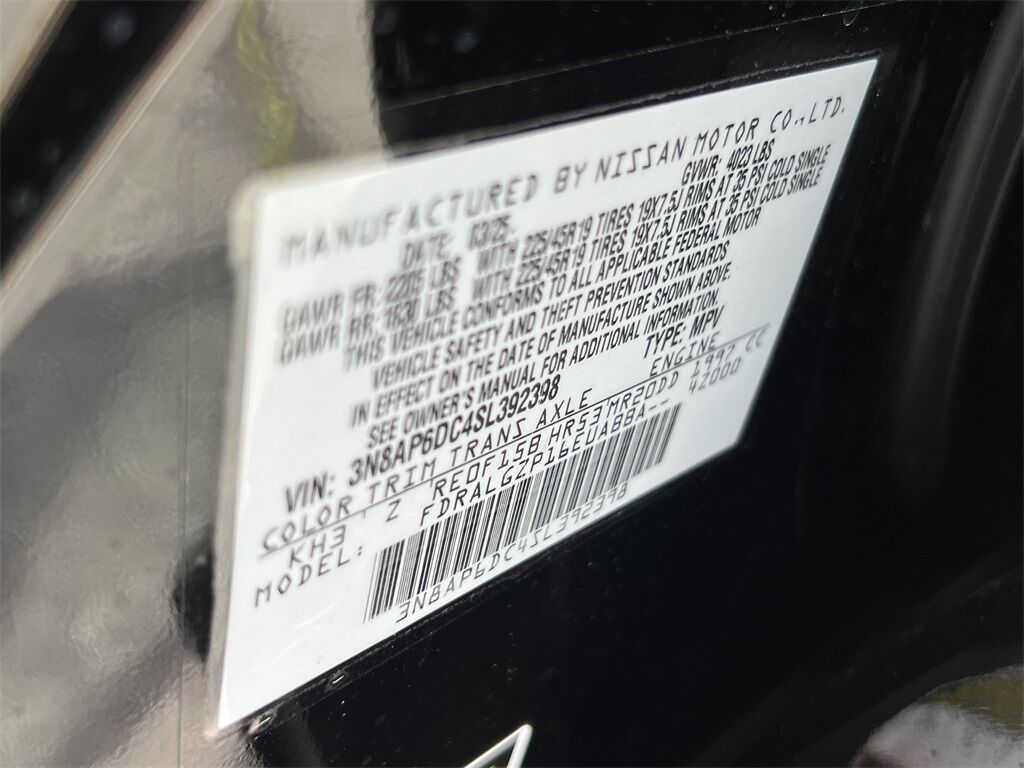 MANUFACTURED BY NISSAN MOTOR CO.,LTD.
DATE: 03/25. GVWR: 4023 LBS
GAWR FR: 2205 LBS WITH 225/45R19 TIRES 19X7.5J RIMS AT 35 PSI COLD SINGLE
GAWR RR: 1830 LBS WITH 225/45R19 TIRES 19X7.5J RIMS AT 35 PSI COLD SINGLE
THIS VEHICLE CONFORMS TO ALL APPLICABLE FEDERAL MOTOR
VEHICLE SAFETY AND THEFT PREVENTION STANDARDS
IN EFFECT ON THE DATE OF MANUFACTURE SHOWN ABOVE.
SEE OWNER'S MANUAL FOR ADDITIONAL INFORMATION.
VIN: 3N8AP6DC4SL392398 TYPE: MPV
COLOR TRIM TRANS AXLE ENGINE
KH3 , Z RE0F15B HR53 MR20DD 1997 CC
MODEL: FDRALGZP16EUABBA-- 42000
3N8AP6DC4SL392398